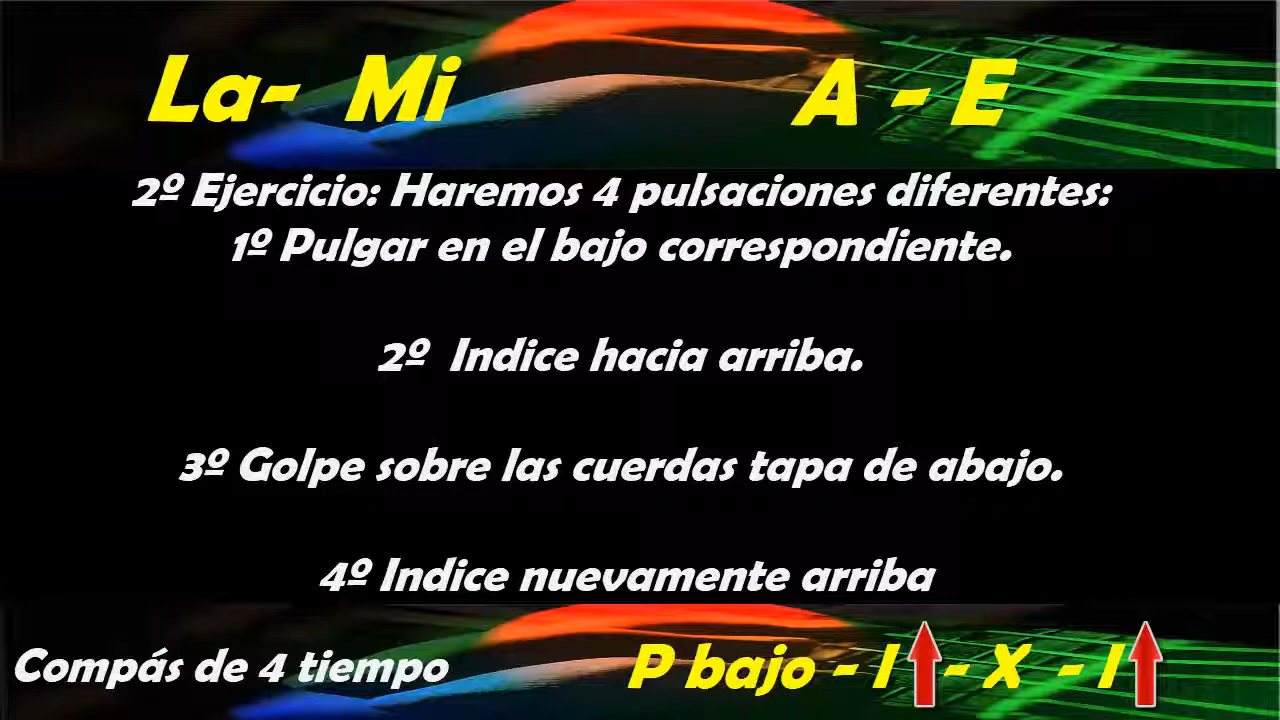 La- Mi A - E
2º Ejercicio: Haremos 4 pulsaciones diferentes:
1º Pulgar en el bajo correspondiente.
2º Indice hacia arriba.
3º Golpe sobre las cuerdas tapa de abajo.
4º Indice nuevamente arriba
Compás de 4 tiempo P bajo - I - X - I